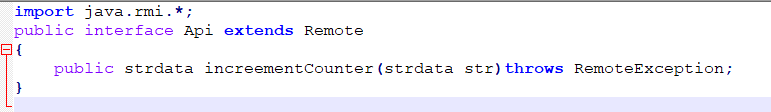 import java.rmi.*;
public interface Api extends Remote
{
public strdata increementCounter(strdata str)throws RemoteException;
}